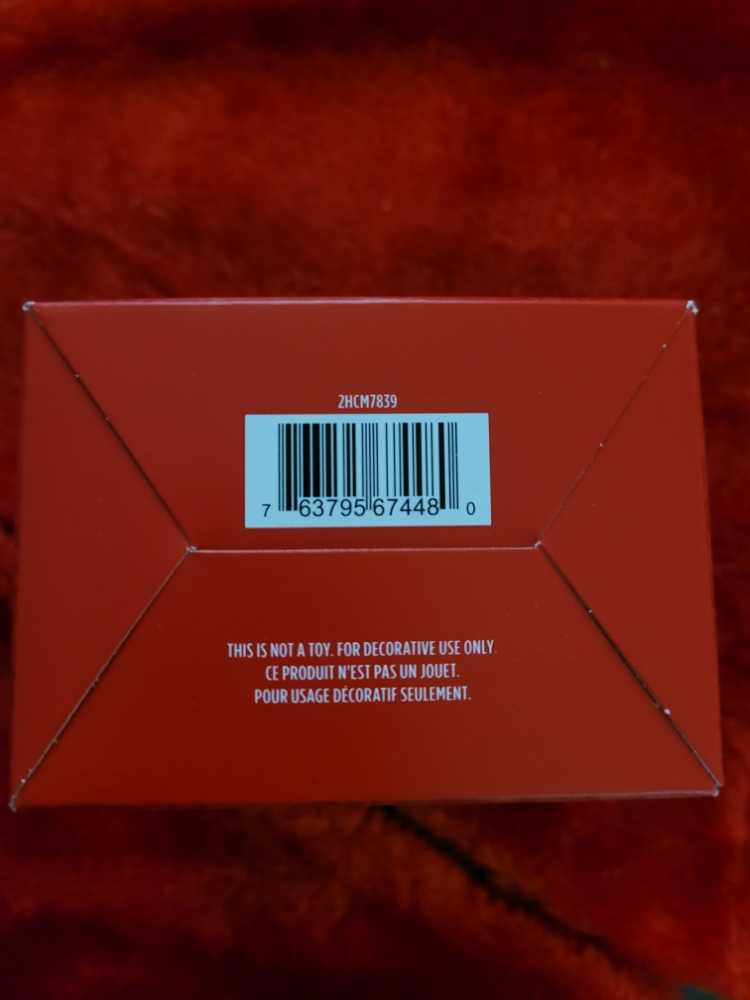 2HCM7839
7 63795 67448 0
THIS IS NOT A TOY. FOR DECORATIVE USE ONLY.
CE PRODUIT N'EST PAS UN JOUET.
POUR USAGE DÉCORATIF SEULEMENT.